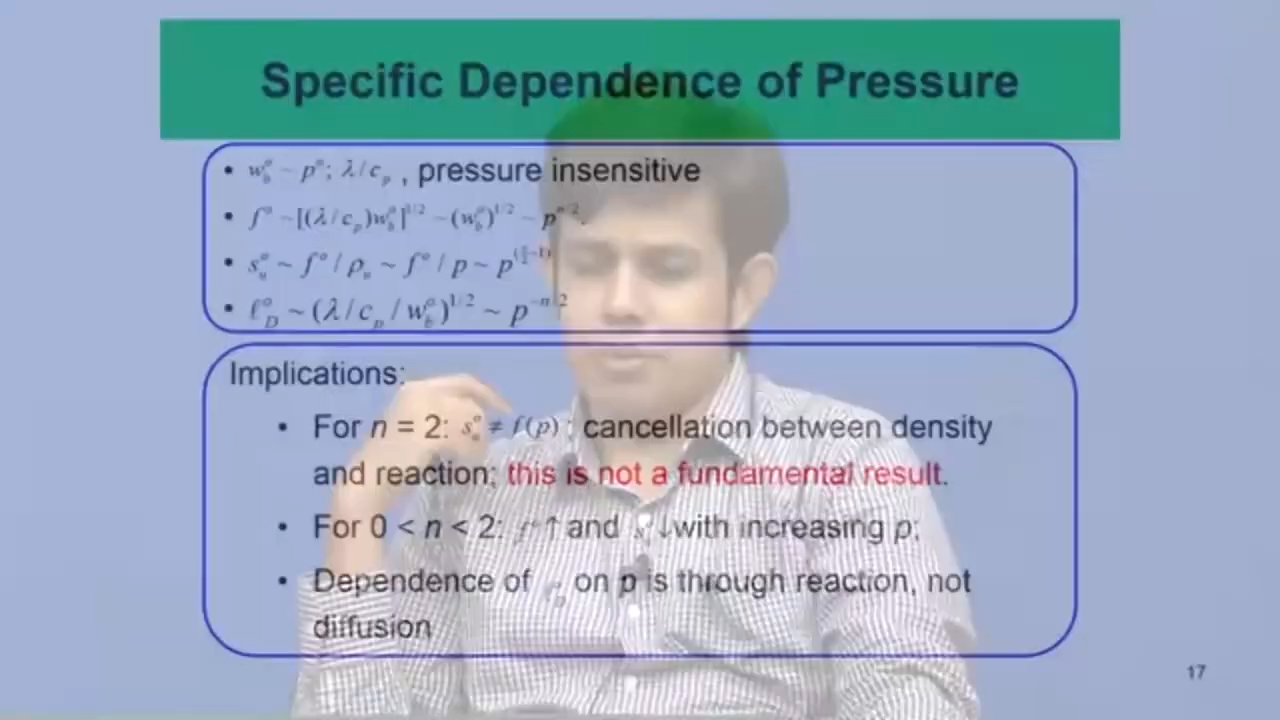 Specific Dependence of Pressure
• w_b^o ~ p^n; λ/c_p , pressure insensitive
• f^o ~[(λ/c_p)w_b^o]^{1/2} ~(w_b^o)^{1/2} ~ p^{n/2}.
• s_u^o ~ f^o/ρ_u ~ f^o/p ~ p^{(n/2-1)}
• ℓ_D^o ~ (λ/c_p/w_b^o)^{1/2} ~ p^{-n/2}
Implications:
• For n = 2: s_u^o ≠ f(p) ; cancellation between density
and reaction; this is not a fundamental result.
• For 0 < n < 2: f^o ↑ and s_u^o ↓with increasing p;
• Dependence of ℓ_D^o on p is through reaction, not
diffusion
17